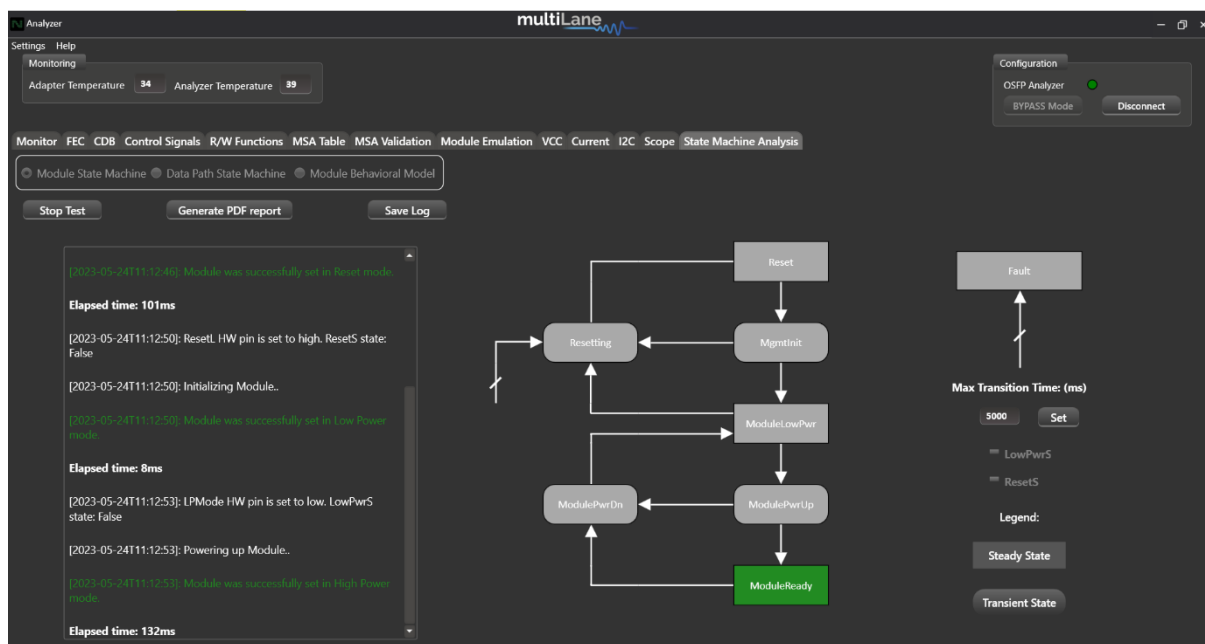 Analyzer
multiLane
Settings Help
Monitoring
Adapter Temperature 34 Analyzer Temperature 39
Configuration
OSFP Analyzer
BYPASS Mode Disconnect
Monitor FEC CDB Control Signals R/W Functions MSA Table MSA Validation Module Emulation VCC Current I2C Scope State Machine Analysis
Module State Machine Data Path State Machine Module Behavioral Model
Stop Test Generate PDF report Save Log
[2023-05-24T11:12:46]: Module was successfully set in Reset mode.
Elapsed time: 101ms
[2023-05-24T11:12:50]: ResetL HW pin is set to high. ResetS state:
False
[2023-05-24T11:12:50]: Initializing Module..
[2023-05-24T11:12:50]: Module was successfully set in Low Power
mode.
Elapsed time: 8ms
[2023-05-24T11:12:53]: LPMode HW pin is set to low. LowPwrS
state: False
[2023-05-24T11:12:53]: Powering up Module..
[2023-05-24T11:12:53]: Module was successfully set in High Power
mode.
Elapsed time: 132ms
Reset
Resetting
MgmtInit
ModuleLowPwr
ModulePwrDn
ModulePwrUp
ModuleReady
Fault
Max Transition Time: (ms)
5000 Set
LowPwrS
ResetS
Legend:
Steady State
Transient State